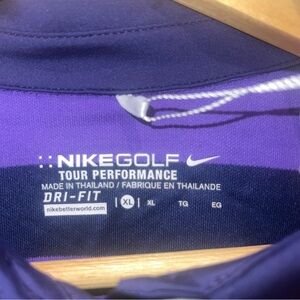 NIKEGOLF
TOUR PERFORMANCE
MADE IN THAILAND / FABRIQUE EN THAILANDE
DRI-FIT
nikebetterworld.com XL XL TG EG